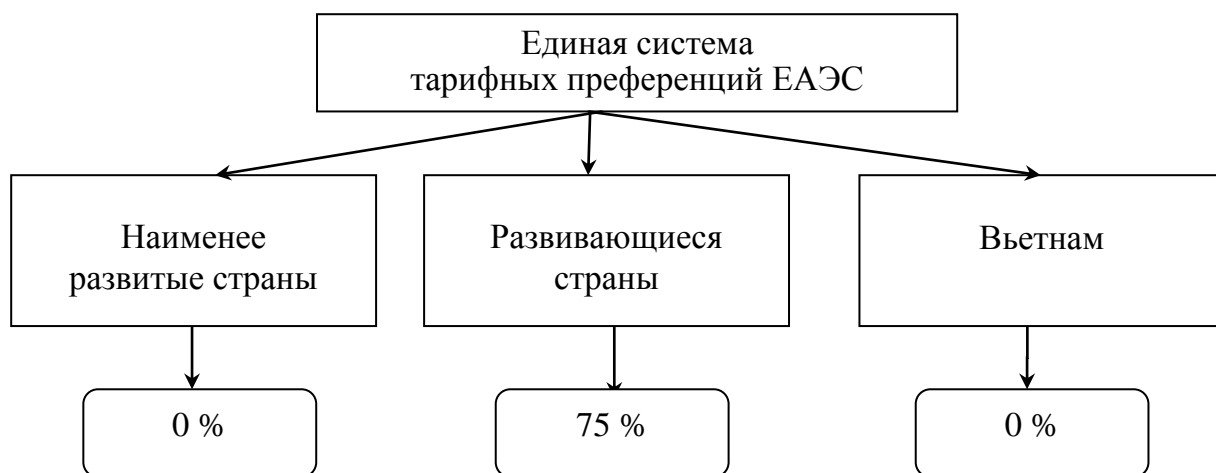 Единая система
тарифных преференций ЕАЭС
Наименее
развитые страны
Развивающиеся
страны
Вьетнам
0 %
75 %
0 %